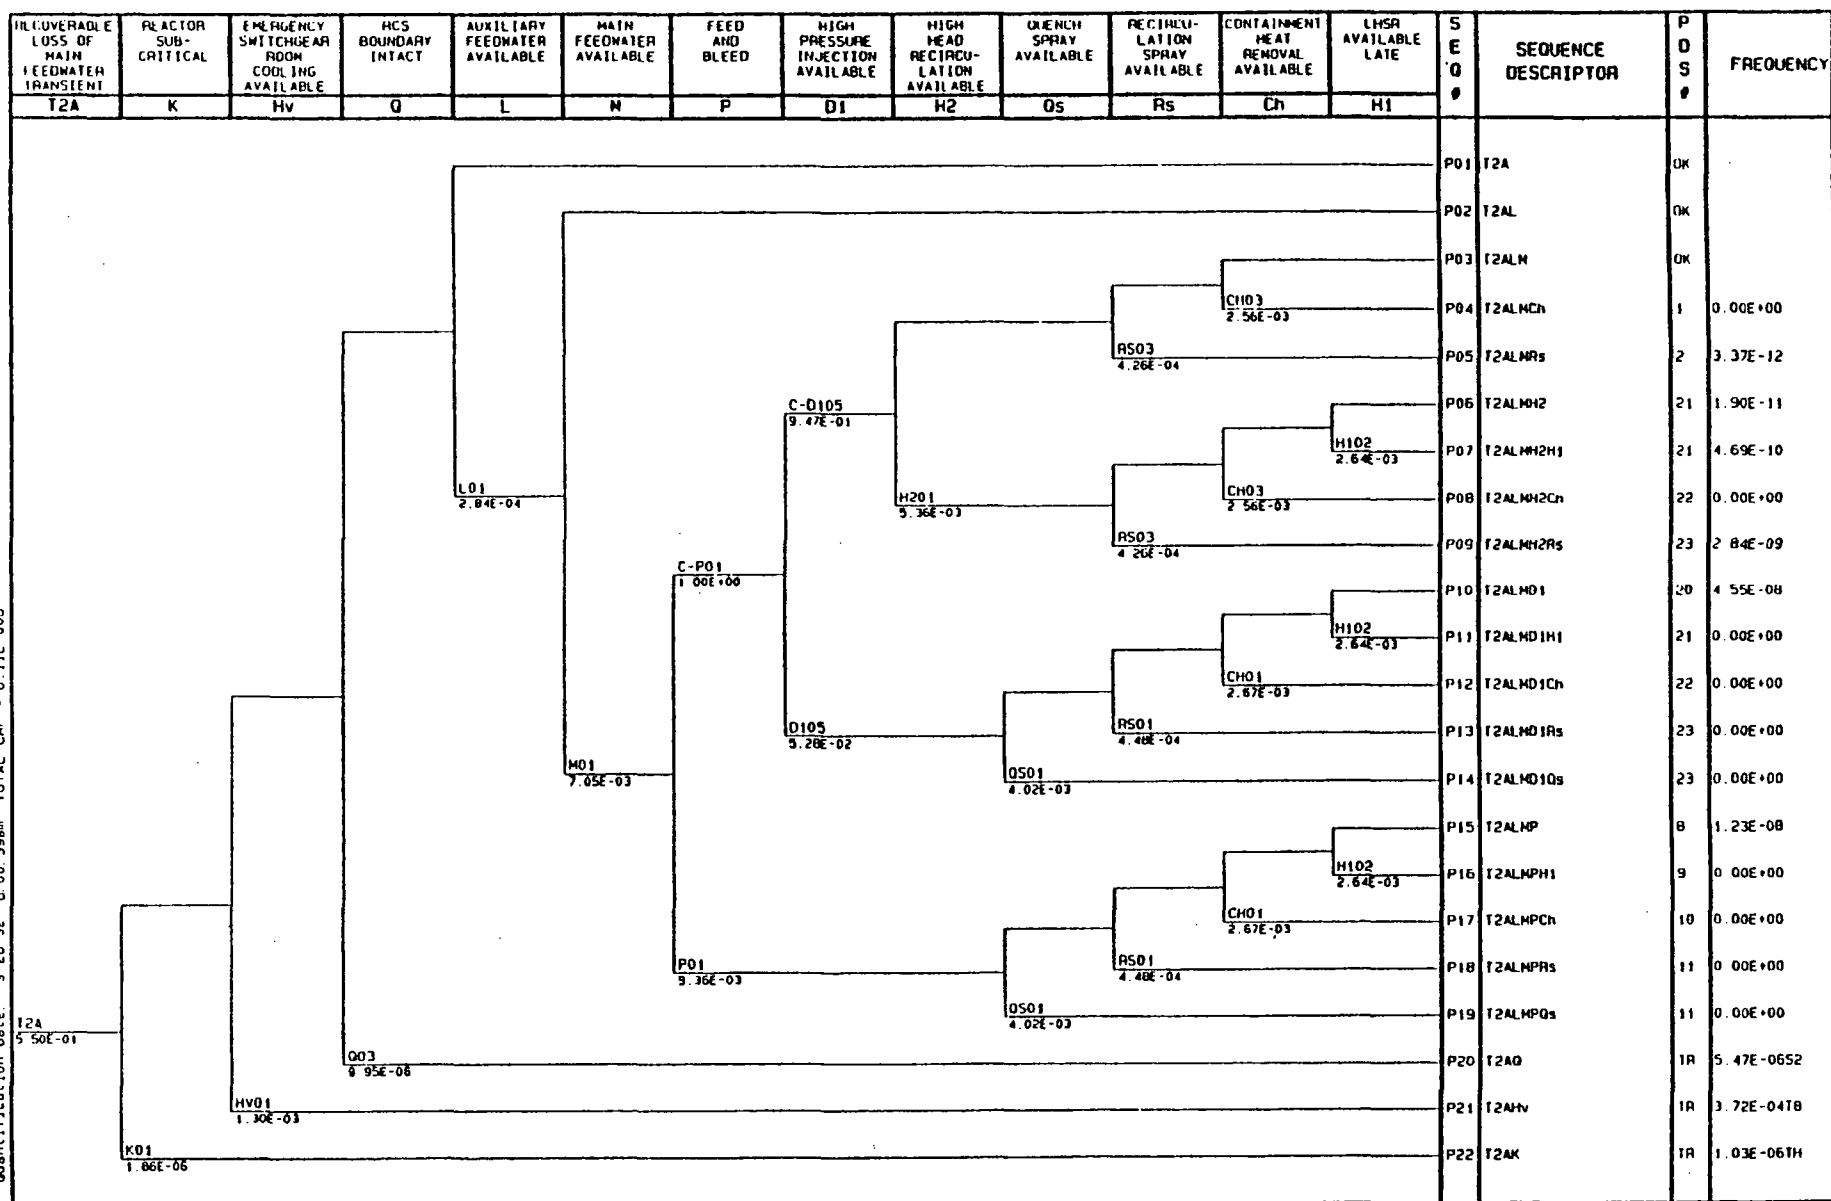 RECOVERABLE LOSS OF MAIN FEEDWATER TRANSIENT
REACTOR SUB-CRITICAL
EMERGENCY SWITCHGEAR ROOM COOLING AVAILABLE
RCS BOUNDARY INTACT
AUXILIARY FEEDWATER AVAILABLE
MAIN FEEDWATER AVAILABLE
FEED AND BLEED
HIGH PRESSURE INJECTION AVAILABLE
HIGH HEAD RECIRCU-LATION AVAILABLE
QUENCH SPRAY AVAILABLE
RECIRCU-LATION SPRAY AVAILABLE
CONTAINMENT HEAT REMOVAL AVAILABLE
LHSR AVAILABLE LATE
SEQ #
SEQUENCE DESCRIPTOR
PDS #
FREQUENCY
T2A K Hv Q L M P D1 H2 Qs Rs Ch H1
P01 T2A OK
P02 T2AL OK
P03 T2ALM OK
CH03
2.56E-03
P04 T2ALMCh 1 0.00E+00
RS03
4.26E-04
P05 T2ALMRs 2 3.37E-12
C-D105
9.47E-01
P06 T2ALMH2 21 1.90E-11
H102
2.64E-03
P07 T2ALMH2H1 21 4.69E-10
L01
2.84E-04
H201
5.36E-03
CH03
2.56E-03
P08 T2ALMH2Ch 22 0.00E+00
RS03
4.26E-04
P09 T2ALMH2Rs 23 2.84E-09
C-P01
1.00E+00
P10 T2ALMD1 20 4.55E-08
H102
2.64E-03
P11 T2ALMD1H1 21 0.00E+00
CH01
2.67E-03
P12 T2ALMD1Ch 22 0.00E+00
D105
5.28E-02
RS01
4.48E-04
P13 T2ALMD1Rs 23 0.00E+00
M01
7.05E-03
QS01
4.02E-03
P14 T2ALMD1Qs 23 0.00E+00
P15 T2ALMP 8 1.23E-08
H102
2.64E-03
P16 T2ALMPH1 9 0.00E+00
CH01
2.67E-03
P17 T2ALMPCh 10 0.00E+00
P01
9.36E-03
RS01
4.48E-04
P18 T2ALMPRs 11 0.00E+00
QS01
4.02E-03
P19 T2ALMPQs 11 0.00E+00
T2A
5.50E-01
Q03
9.95E-06
P20 T2AQ TR 5.47E-06S2
HV01
1.30E-03
P21 T2AHv TR 3.72E-04T8
K01
1.86E-06
P22 T2AK TR 1.03E-06TH
Quantification Date: TOTAL